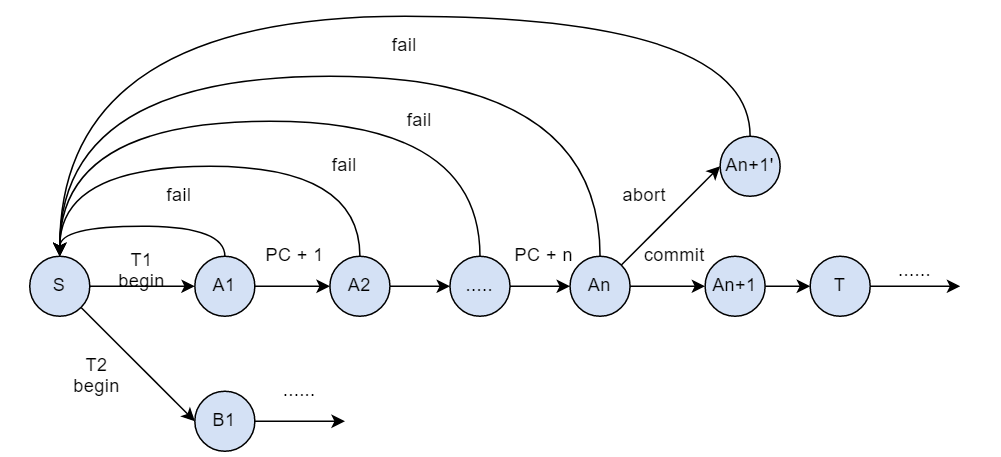 fail
fail
fail
fail
An+1'
abort
T1
begin
PC + 1
PC + n
commit
S
A1
A2
.....
An
An+1
T
......
T2
begin
B1
......